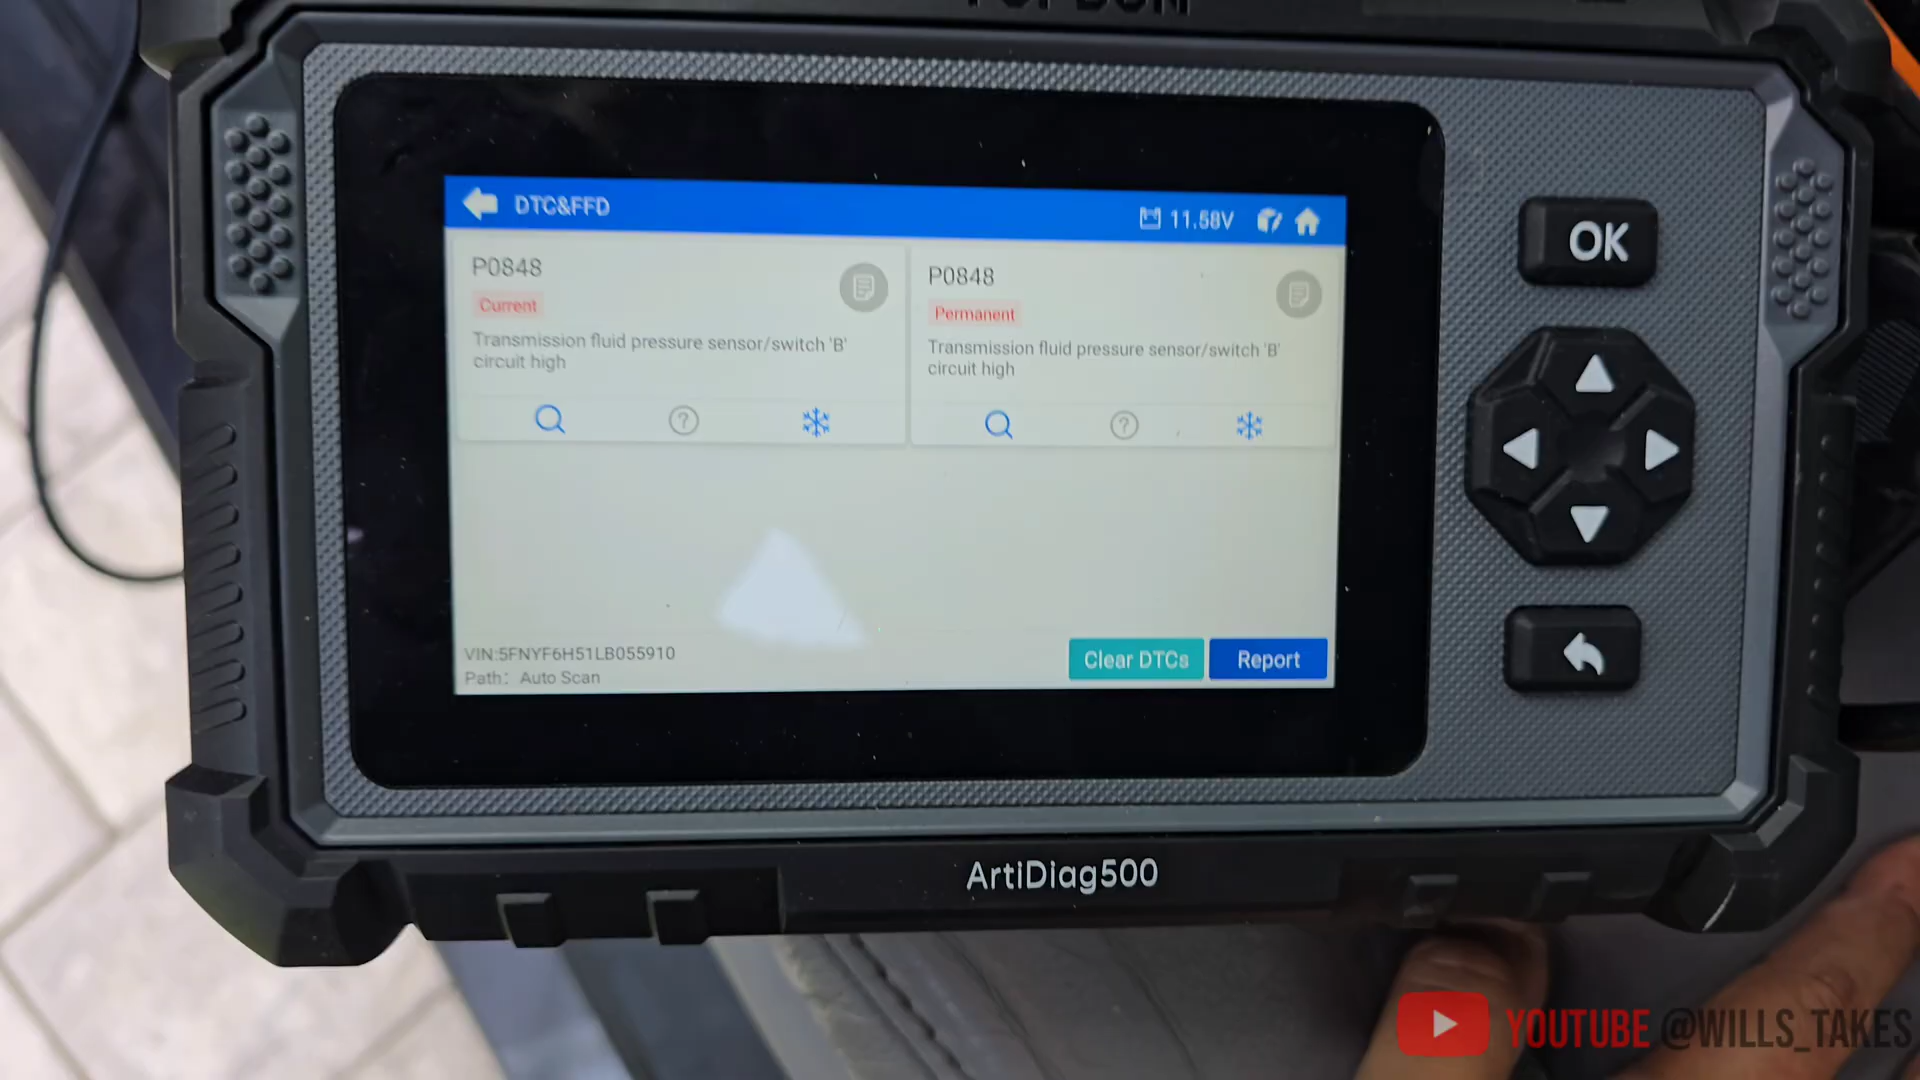 DTC&FFD
11.58V
P0848
Current
Transmission fluid pressure sensor/switch 'B'
circuit high
P0848
Permanent
Transmission fluid pressure sensor/switch 'B'
circuit high
VIN:5FNYF6H51LB055910
Path: Auto Scan
Clear DTCs
Report
OK
ArtiDiag500
YOUTUBE @WILLS_TAKES